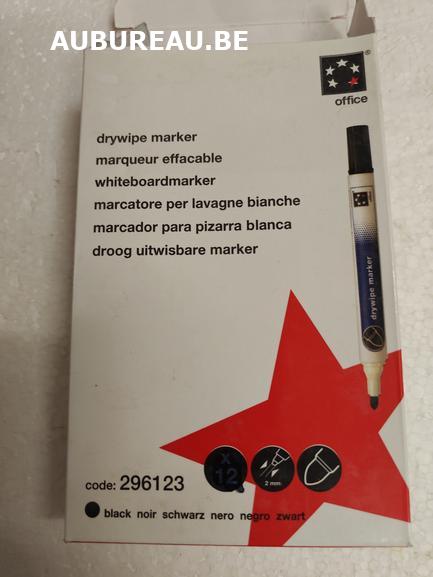 AUBUREAU.BE
®
office
drywipe marker
marqueur effacable
whiteboardmarker
marcatore per lavagne bianche
marcador para pizarra blanca
droog uitwisbare marker
drywipe marker
code: 296123
x
12
2 mm
black noir schwarz nero negro zwart